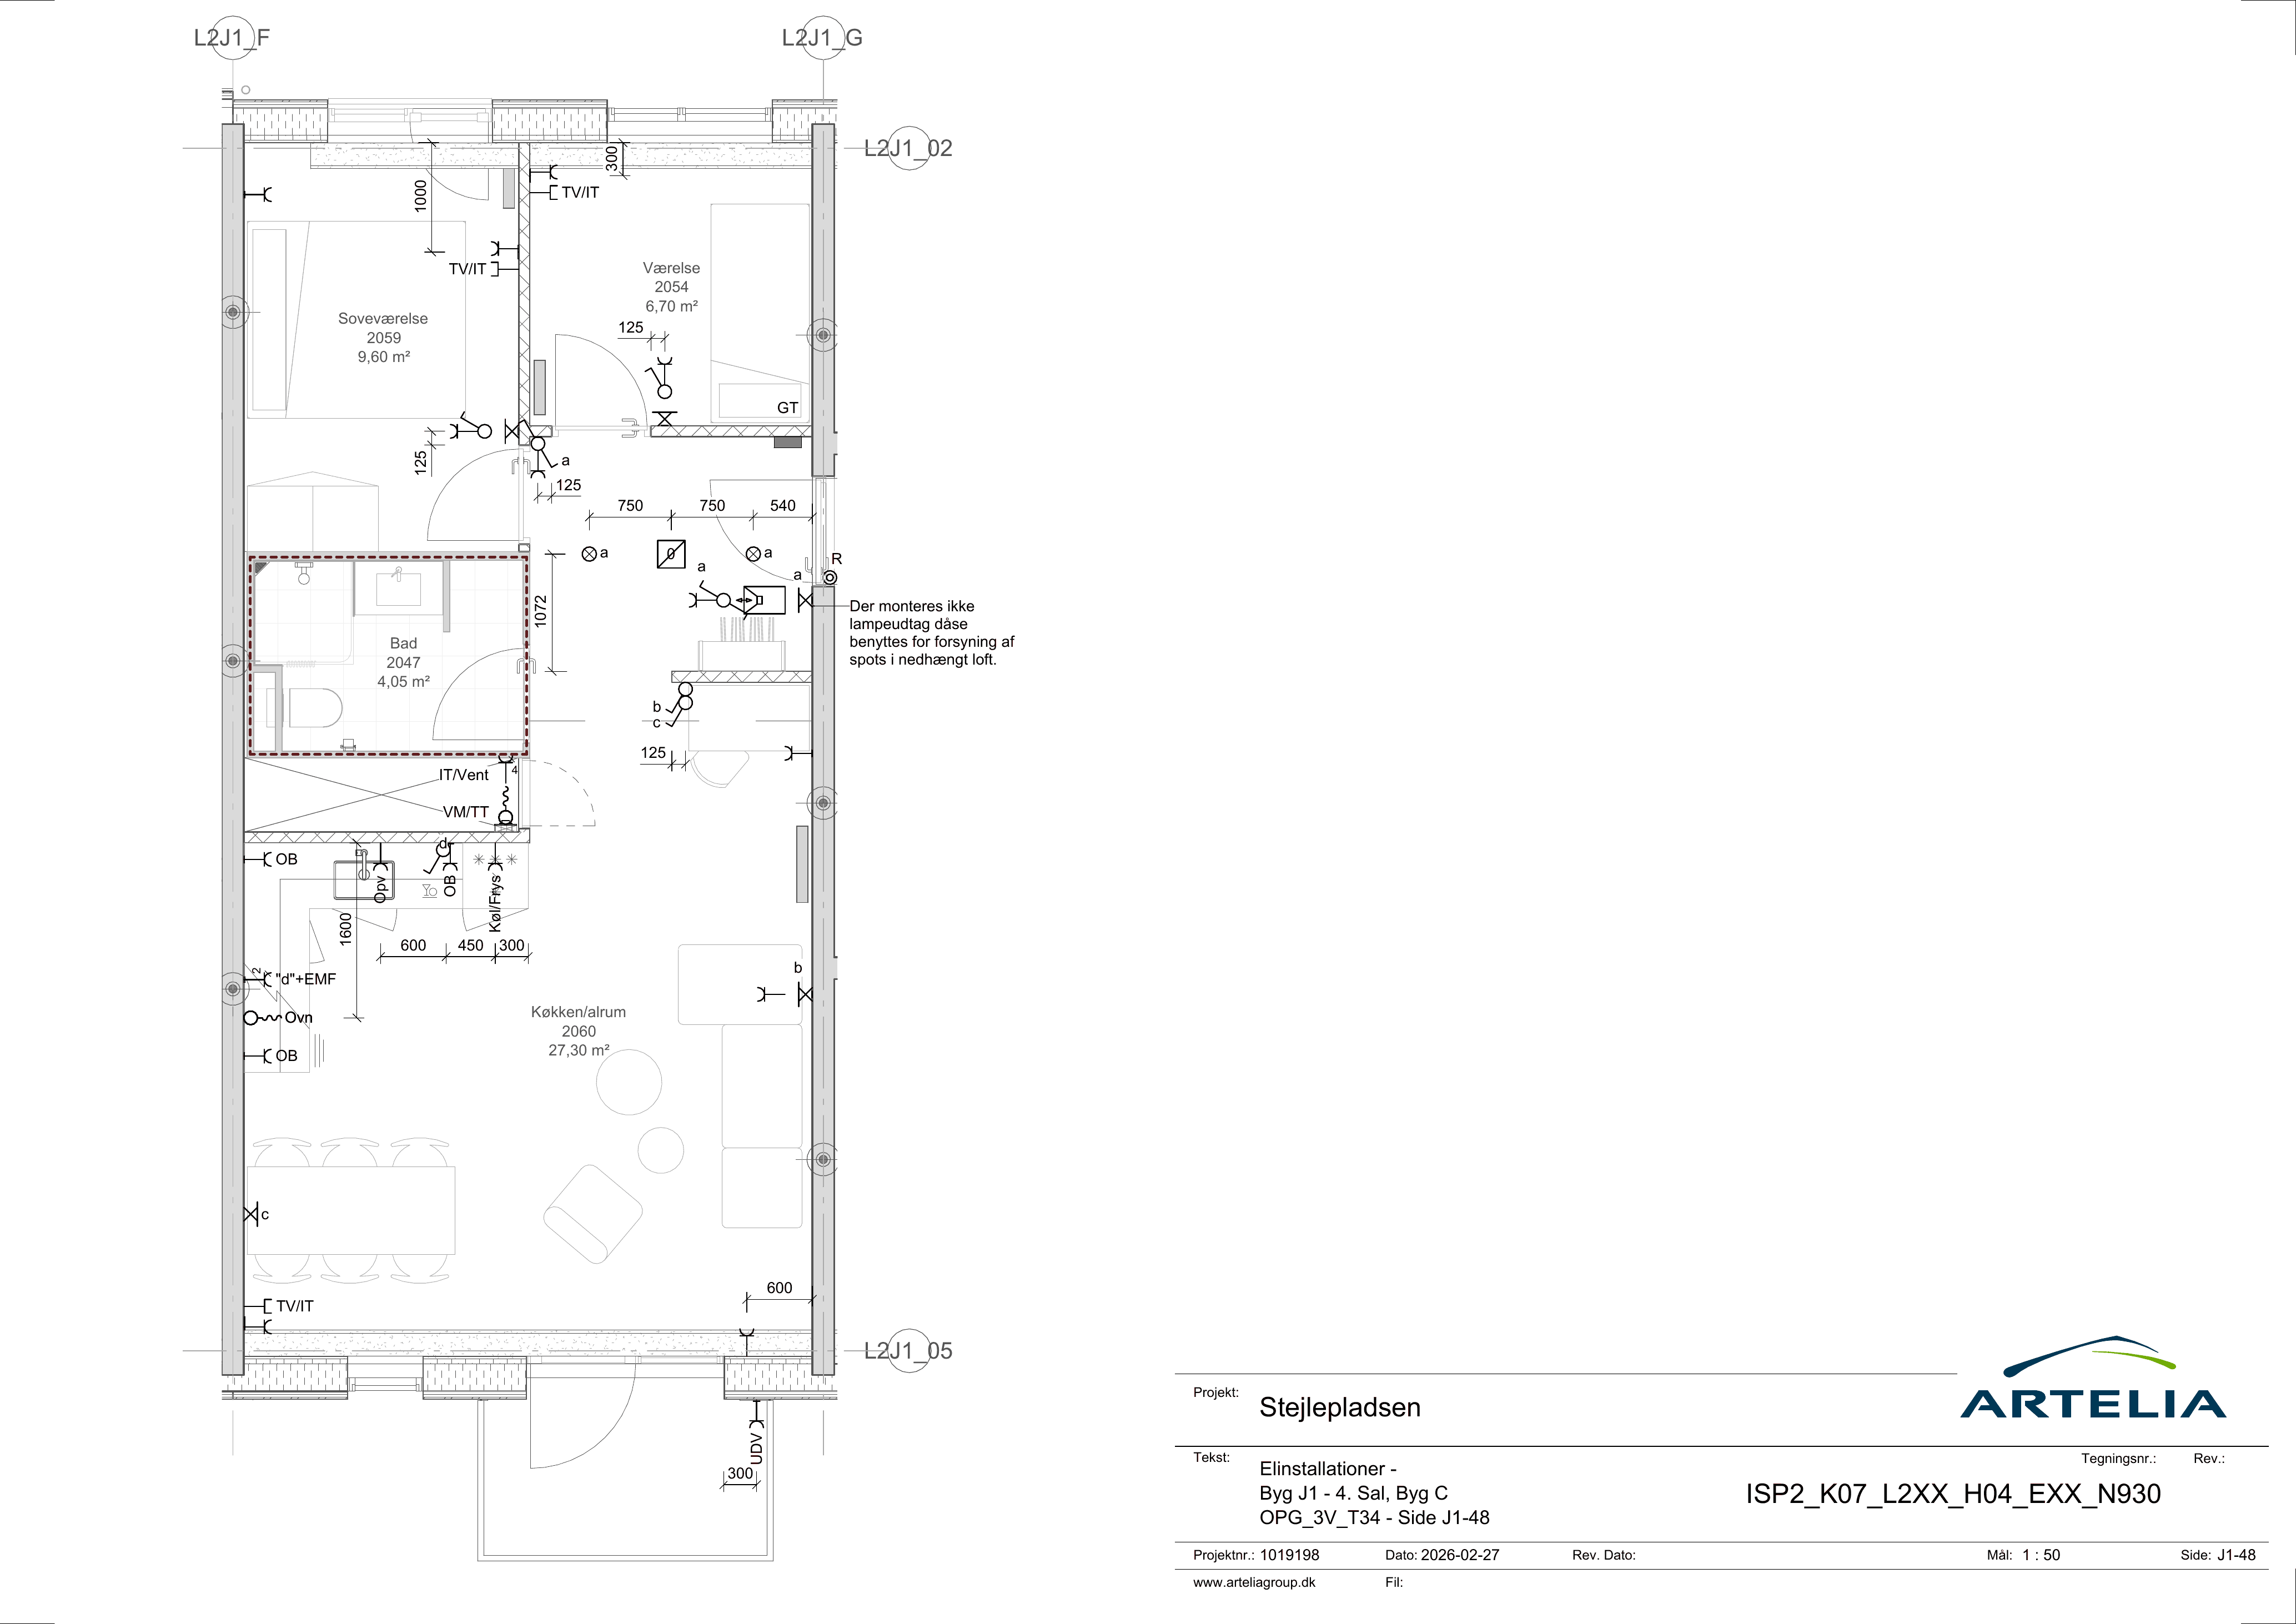 L2J1_F
L2J1_G
L2J1_02
300
1000
TV/IT
TV/IT
Værelse
2054
6,70 m²
Soveværelse
2059
9,60 m²
125
GT
125
a
125
750
750
540
a
0
a
R
a
a
1072
Der monteres ikke
lampeudtag dåse
benyttes for forsyning af
spots i nedhængt loft.
Bad
2047
4,05 m²
b
c
125
IT/Vent
4
VM/TT
OB
d
Opv
OB
Køl/Frys
1600
600
450
300
2
"d"+EMF
b
Ovn
Køkken/alrum
2060
27,30 m²
OB
c
600
TV/IT
L2J1_05
UDV
300
ARTELIA
Projekt:
Stejlepladsen
Tekst:
Elinstallationer -
Byg J1 - 4. Sal, Byg C
OPG_3V_T34 - Side J1-48
Tegningsnr.:
Rev.:
ISP2_K07_L2XX_H04_EXX_N930
Projektnr.: 1019198
Dato: 2026-02-27
Rev. Dato:
Mål: 1 : 50
Side: J1-48
www.arteliagroup.dk
Fil: